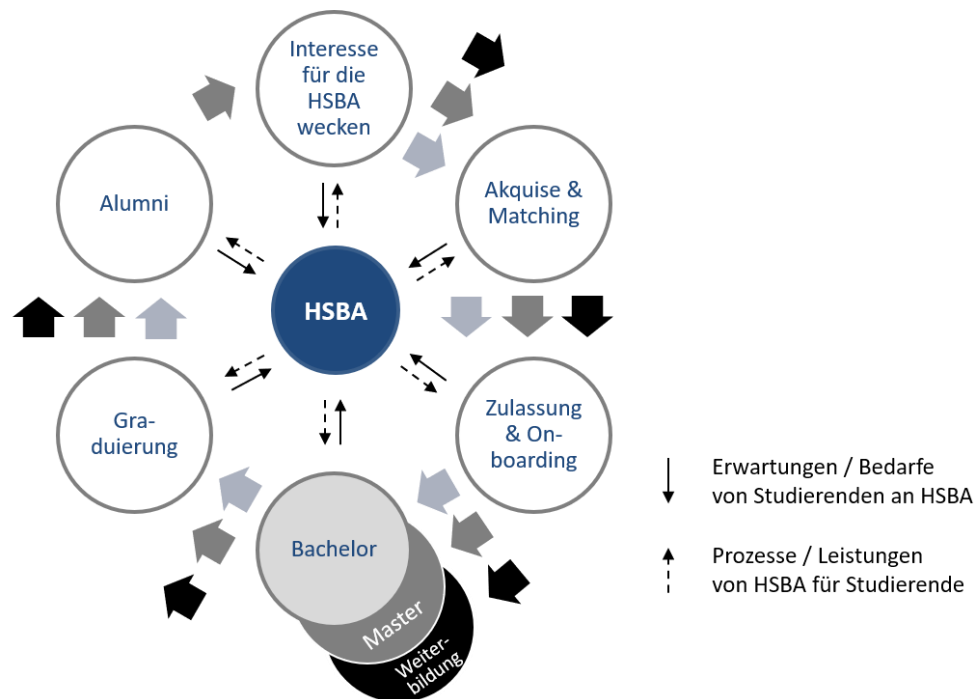 Interesse
für die
HSBA
wecken
Alumni
Akquise &
Matching
HSBA
Gra-
duierung
Zulassung
& On-
boarding
Bachelor
Master
Weiter-
bildung
Erwartungen / Bedarfe
von Studierenden an HSBA
Prozesse / Leistungen
von HSBA für Studierende